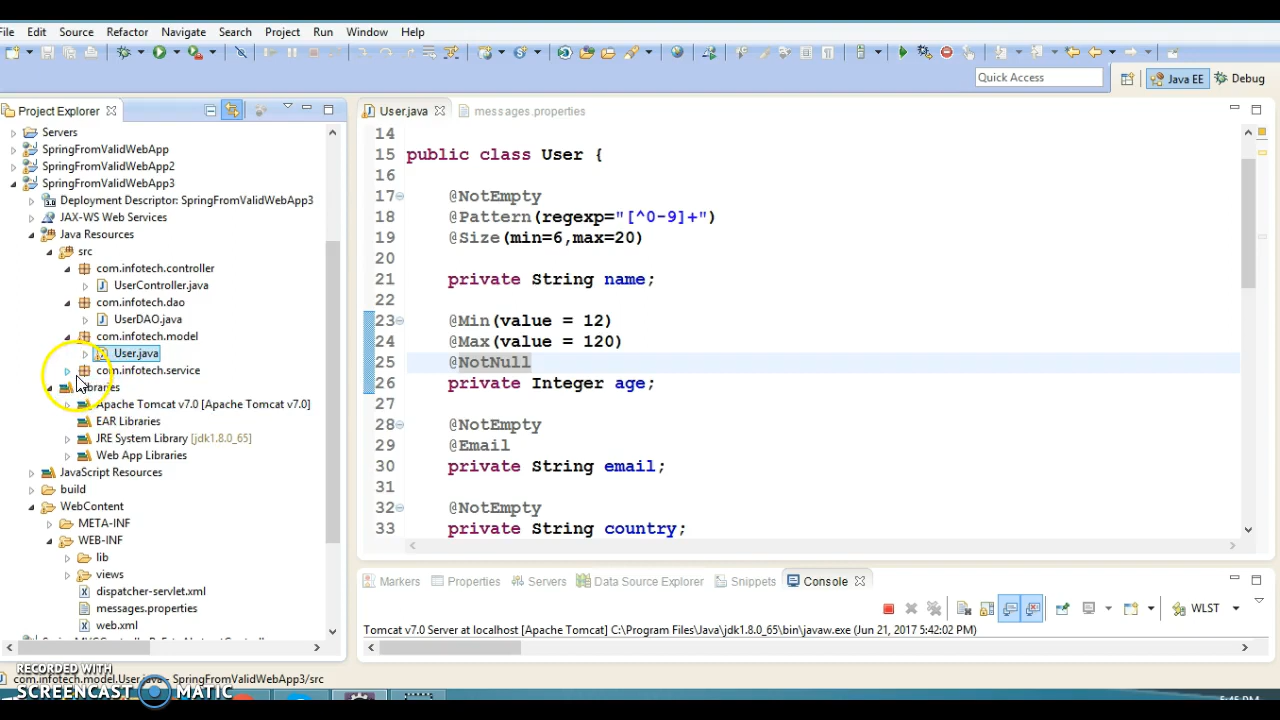 File Edit Source Refactor Navigate Search Project Run Window Help
Quick Access
Java EE
Debug
Project Explorer
Servers
SpringFromValidWebApp
SpringFromValidWebApp2
SpringFromValidWebApp3
Deployment Descriptor: SpringFromValidWebApp3
JAX-WS Web Services
Java Resources
src
com.infotech.controller
UserController.java
com.infotech.dao
UserDAO.java
com.infotech.model
User.java
com.infotech.service
Libraries
Apache Tomcat v7.0 [Apache Tomcat v7.0]
EAR Libraries
JRE System Library [jdk1.8.0_65]
Web App Libraries
JavaScript Resources
build
WebContent
META-INF
WEB-INF
lib
views
dispatcher-servlet.xml
messages.properties
web.xml
User.java messages.properties
14
15 public class User {
16
17 @NotEmpty
18 @Pattern(regexp="[^0-9]+")
19 @Size(min=6,max=20)
20
21 private String name;
22
23 @Min(value = 12)
24 @Max(value = 120)
25 @NotNull
26 private Integer age;
27
28 @NotEmpty
29 @Email
30 private String email;
31
32 @NotEmpty
33 private String country;
Markers Properties Servers Data Source Explorer Snippets Console
WLST
Tomcat v7.0 Server at localhost [Apache Tomcat] C:\Program Files\Java\jdk1.8.0_65\bin\javaw.exe (Jun 21, 2017 5:42:02 PM)
RECORDED WITH
com.infotech.model.User.java - SpringFromValidWebApp3/src
SCREENCAST MATIC